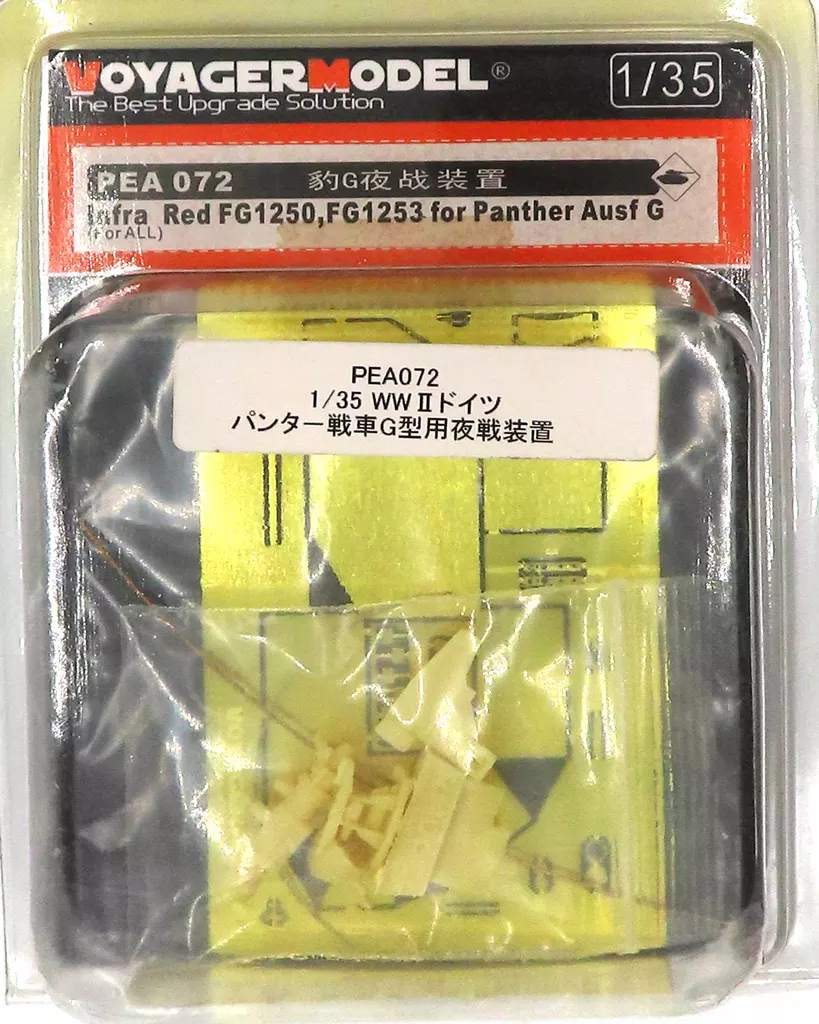 VOYAGERMODEL®
The Best Upgrade Solution
1/35
PEA 072 豹G夜战装置
Infra Red FG1250,FG1253 for Panther Ausf G
(For ALL)
PEA072
1/35 WWⅡドイツ
パンター戦車G型用夜戦装置